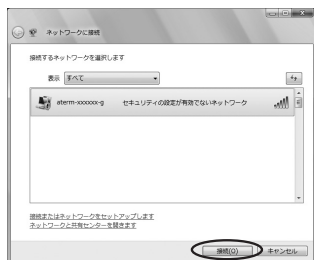 ネットワークに接続
接続するネットワークを選択します
表示 すべて
aterm-xxxxxx-g セキュリティの設定が有効でないネットワーク
接続またはネットワークをセットアップします
ネットワークと共有センターを開きます
接続(O) キャンセル